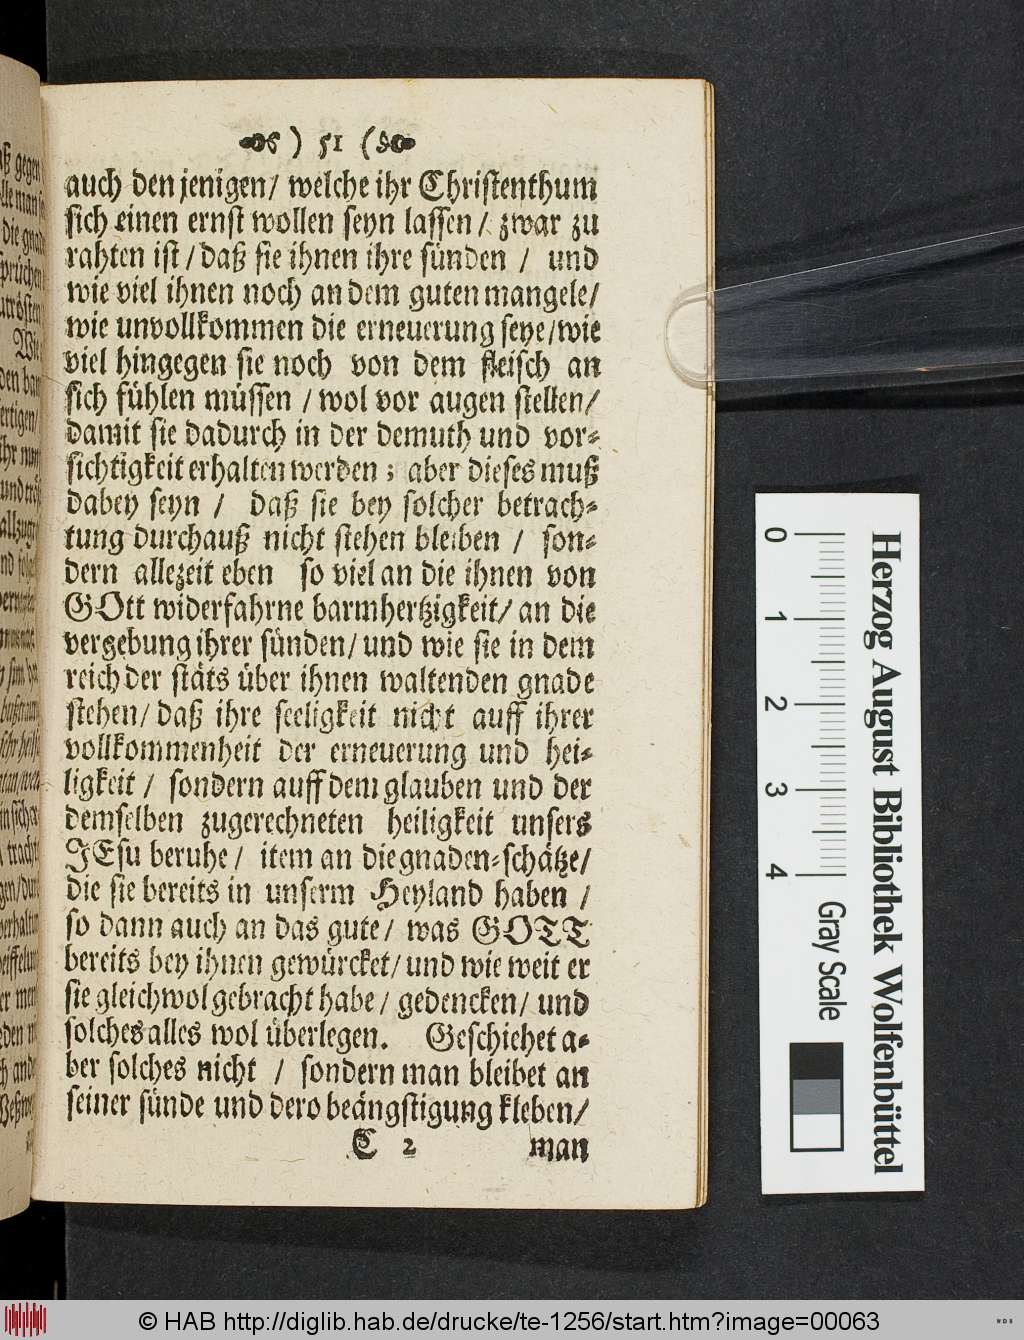 ) 51 (
auch den jenigen/ welche ihr Christenthum
sich einen ernst wollen seyn lassen / zwar zu
rahten ist / daß sie ihnen ihre sünden / und
wie viel ihnen noch an dem guten mangele/
wie unvollkommen die erneuerung seye/wie
viel hingegen sie noch von dem fleisch an
sich fühlen müssen / wol vor augen stellen/
damit sie dadurch in der demuth und vor-
sichtigkeit erhalten werden ; aber dieses muß
dabey seyn / daß sie bey solcher betrach-
tung durchauß nicht stehen bleiben / son-
dern allezeit eben so viel an die ihnen von
GOtt widerfahrne barmhertzigkeit/ an die
vergebung ihrer sünden/ und wie sie in dem
reich der stäts über ihnen waltenden gnade
stehen/ daß ihre seeligkeit nicht auff ihrer
vollkommenheit der erneuerung und hei-
ligkeit / sondern auff dem glauben und der
demselben zugerechneten heiligkeit unsers
JEsu beruhe / item an die gnaden-schätze/
die sie bereits in unserm Heyland haben /
so dann auch an das gute / was GOTT
bereits bey ihnen gewürcket/ und wie weit er
sie gleichwol gebracht habe / gedencken/ und
solches alles wol überlegen. Geschiehet a-
ber solches nicht / sondern man bleibet an
seiner sünde und dero beängstigung kleben/
C 2 man
Herzog August Bibliothek Wolfenbüttel
0 1 2 3 4 Gray Scale
© HAB http://diglib.hab.de/drucke/te-1256/start.htm?image=00063